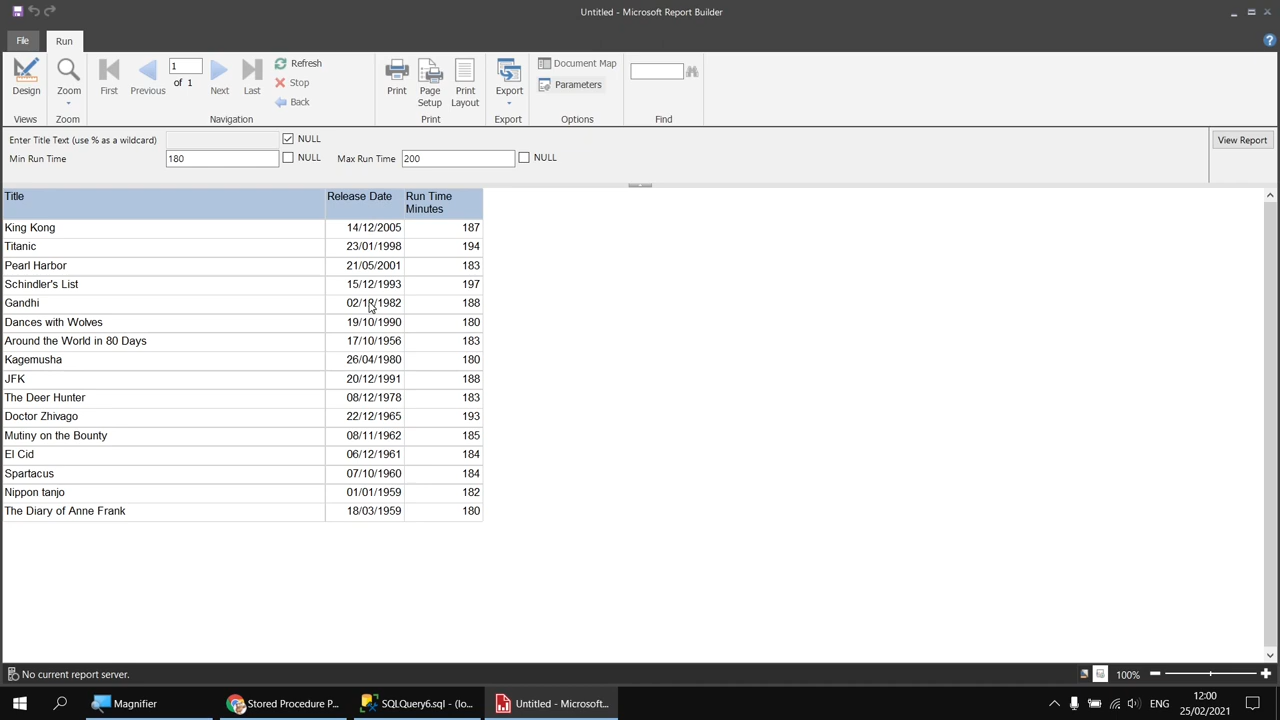 Untitled - Microsoft Report Builder
File Run
Design Zoom First Previous 1 of 1 Next Last Refresh Stop Back Print Page Setup Print Layout Export Document Map Parameters
Views Zoom Navigation Print Export Options Find
Enter Title Text (use % as a wildcard) NULL View Report
Min Run Time 180 NULL Max Run Time 200 NULL
Title Release Date Run Time Minutes
King Kong 14/12/2005 187
Titanic 23/01/1998 194
Pearl Harbor 21/05/2001 183
Schindler's List 15/12/1993 197
Gandhi 188
Dances with Wolves 19/10/1990 180
Around the World in 80 Days 17/10/1956 183
Kagemusha 26/04/1980 180
JFK 20/12/1991 188
The Deer Hunter 08/12/1978 183
Doctor Zhivago 22/12/1965 193
Mutiny on the Bounty 08/11/1962 185
El Cid 06/12/1961 184
Spartacus 07/10/1960 184
Nippon tanjo 01/01/1959 182
The Diary of Anne Frank 18/03/1959 180
No current report server. 100%
Magnifier Stored Procedure P... SQLQuery6.sql - (lo... Untitled - Microsoft... ENG 12:00
25/02/2021